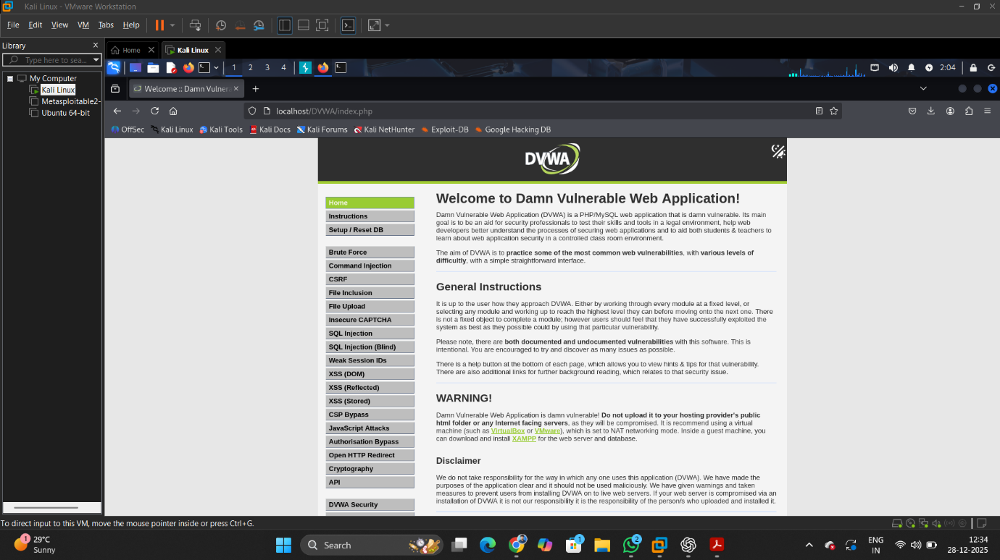 Kali Linux - VMware Workstation
File Edit View VM Tabs Help
Library
Home
Kali Linux
Type here to sea...
1 2 3 4
2:04
My Computer
Kali Linux
Metasploitable2-
Ubuntu 64-bit
Welcome :: Damn Vulnera
localhost/DVWA/index.php
OffSec Kali Linux Kali Tools Kali Docs Kali Forums Kali NetHunter Exploit-DB Google Hacking DB
DVWA
Home
Instructions
Setup / Reset DB
Brute Force
Command Injection
CSRF
File Inclusion
File Upload
Insecure CAPTCHA
SQL Injection
SQL Injection (Blind)
Weak Session IDs
XSS (DOM)
XSS (Reflected)
XSS (Stored)
CSP Bypass
JavaScript Attacks
Authorisation Bypass
Open HTTP Redirect
Cryptography
API
DVWA Security
Welcome to Damn Vulnerable Web Application!
Damn Vulnerable Web Application (DVWA) is a PHP/MySQL web application that is damn vulnerable. Its main
goal is to be an aid for security professionals to test their skills and tools in a legal environment, help web
developers better understand the processes of securing web applications and to aid both students & teachers to
learn about web application security in a controlled class room environment.
The aim of DVWA is to practice some of the most common web vulnerabilities, with various levels of
difficultly, with a simple straightforward interface.
General Instructions
It is up to the user how they approach DVWA. Either by working through every module at a fixed level, or
selecting any module and working up to reach the highest level they can before moving onto the next one. There
is not a fixed object to complete a module; however users should feel that they have successfully exploited the
system as best as they possible could by using that particular vulnerability.
Please note, there are both documented and undocumented vulnerabilities with this software. This is
intentional. You are encouraged to try and discover as many issues as possible.
There is a help button at the bottom of each page, which allows you to view hints & tips for that vulnerability.
There are also additional links for further background reading, which relates to that security issue.
WARNING!
Damn Vulnerable Web Application is damn vulnerable! Do not upload it to your hosting provider's public
html folder or any Internet facing servers, as they will be compromised. It is recommend using a virtual
machine (such as VirtualBox or VMware), which is set to NAT networking mode. Inside a guest machine, you
can download and install XAMPP for the web server and database.
Disclaimer
We do not take responsibility for the way in which any one uses this application (DVWA). We have made the
purposes of the application clear and it should not be used maliciously. We have given warnings and taken
measures to prevent users from installing DVWA on to live web servers. If your web server is compromised via an
installation of DVWA it is not our responsibility it is the responsibility of the person/s who uploaded and installed it.
To direct input to this VM, move the mouse pointer inside or press Ctrl+G.
1
29°C
Sunny
Search
1
2
ENG
IN
12:34
28-12-2025